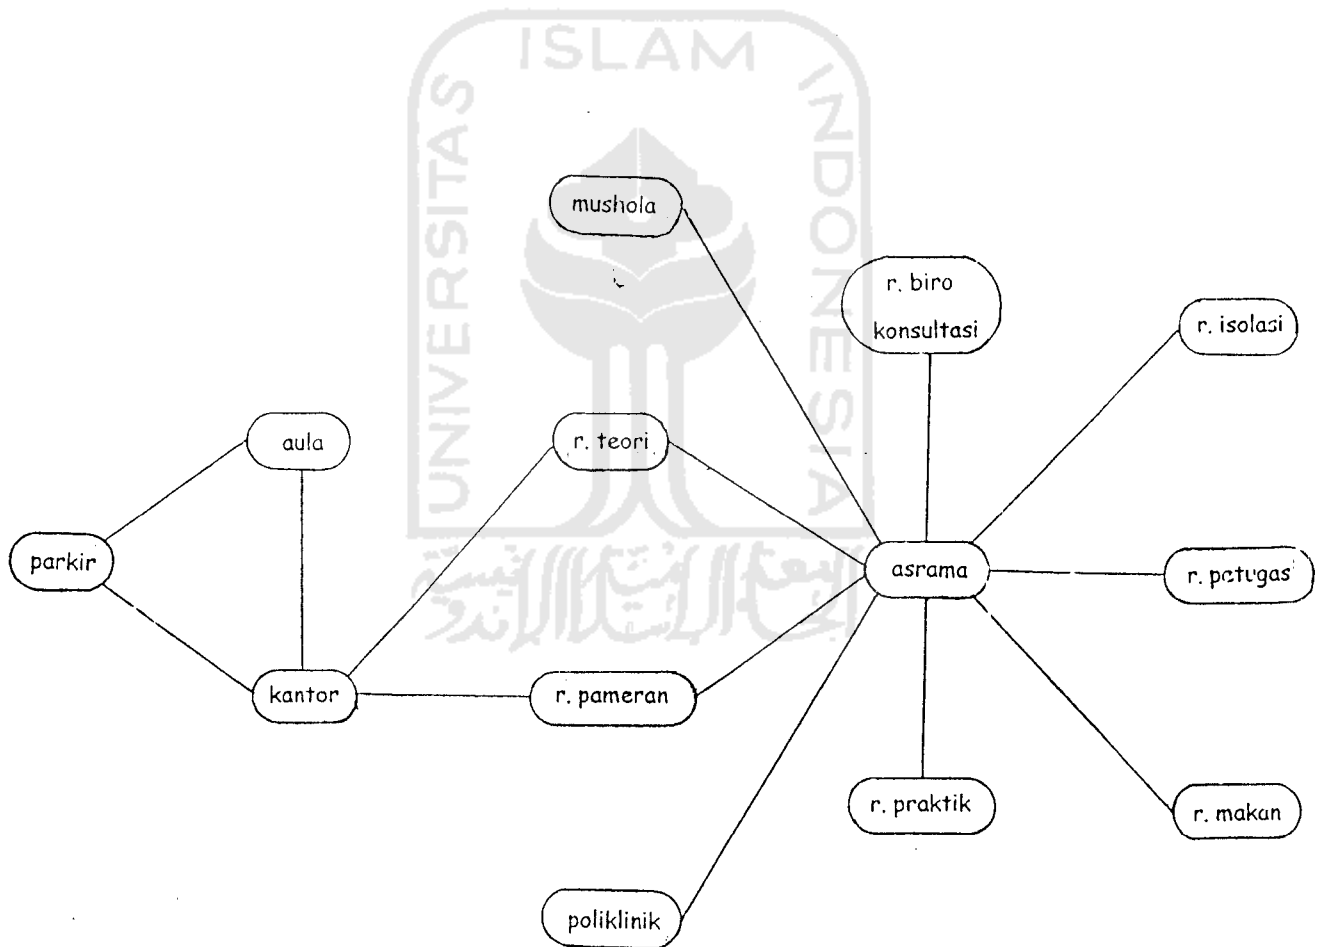 UNIVERSITAS
ISLAM
INDONESIA
mushola
r. biro
konsultasi
r. isolasi
aula
r. teori
parkir
asrama
r. petugas
kantor
r. pameran
r. praktik
r. makan
poliklinik